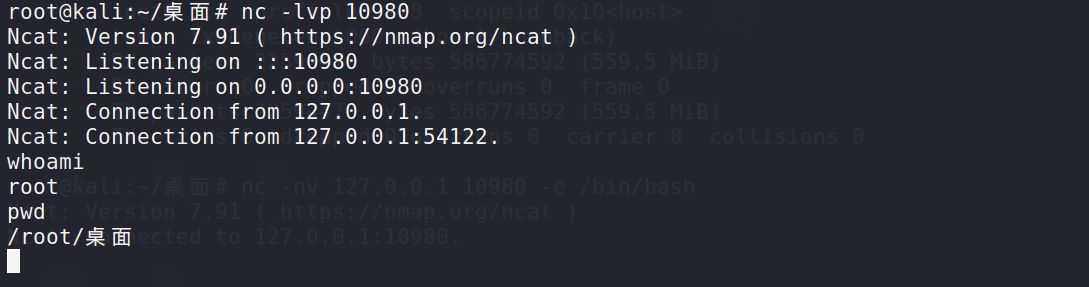 root@kali:~/桌面# nc -lvp 10980
Ncat: Version 7.91 ( https://nmap.org/ncat )
Ncat: Listening on :::10980
Ncat: Listening on 0.0.0.0:10980
Ncat: Connection from 127.0.0.1.
Ncat: Connection from 127.0.0.1:54122.
whoami
root
pwd
/root/桌面